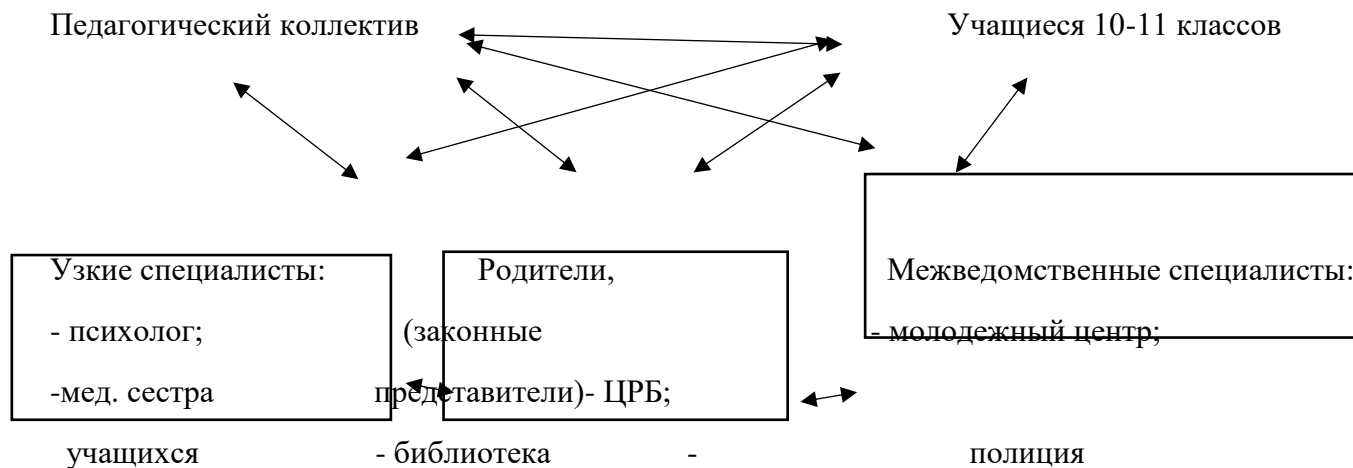 Педагогический коллектив Учащиеся 10-11 классов
Узкие специалисты: Родители, Межведомственные специалисты:
- психолог; (законные - молодежный центр;
-мед. сестра представители)- ЦРБ;
учащихся - библиотека - полиция